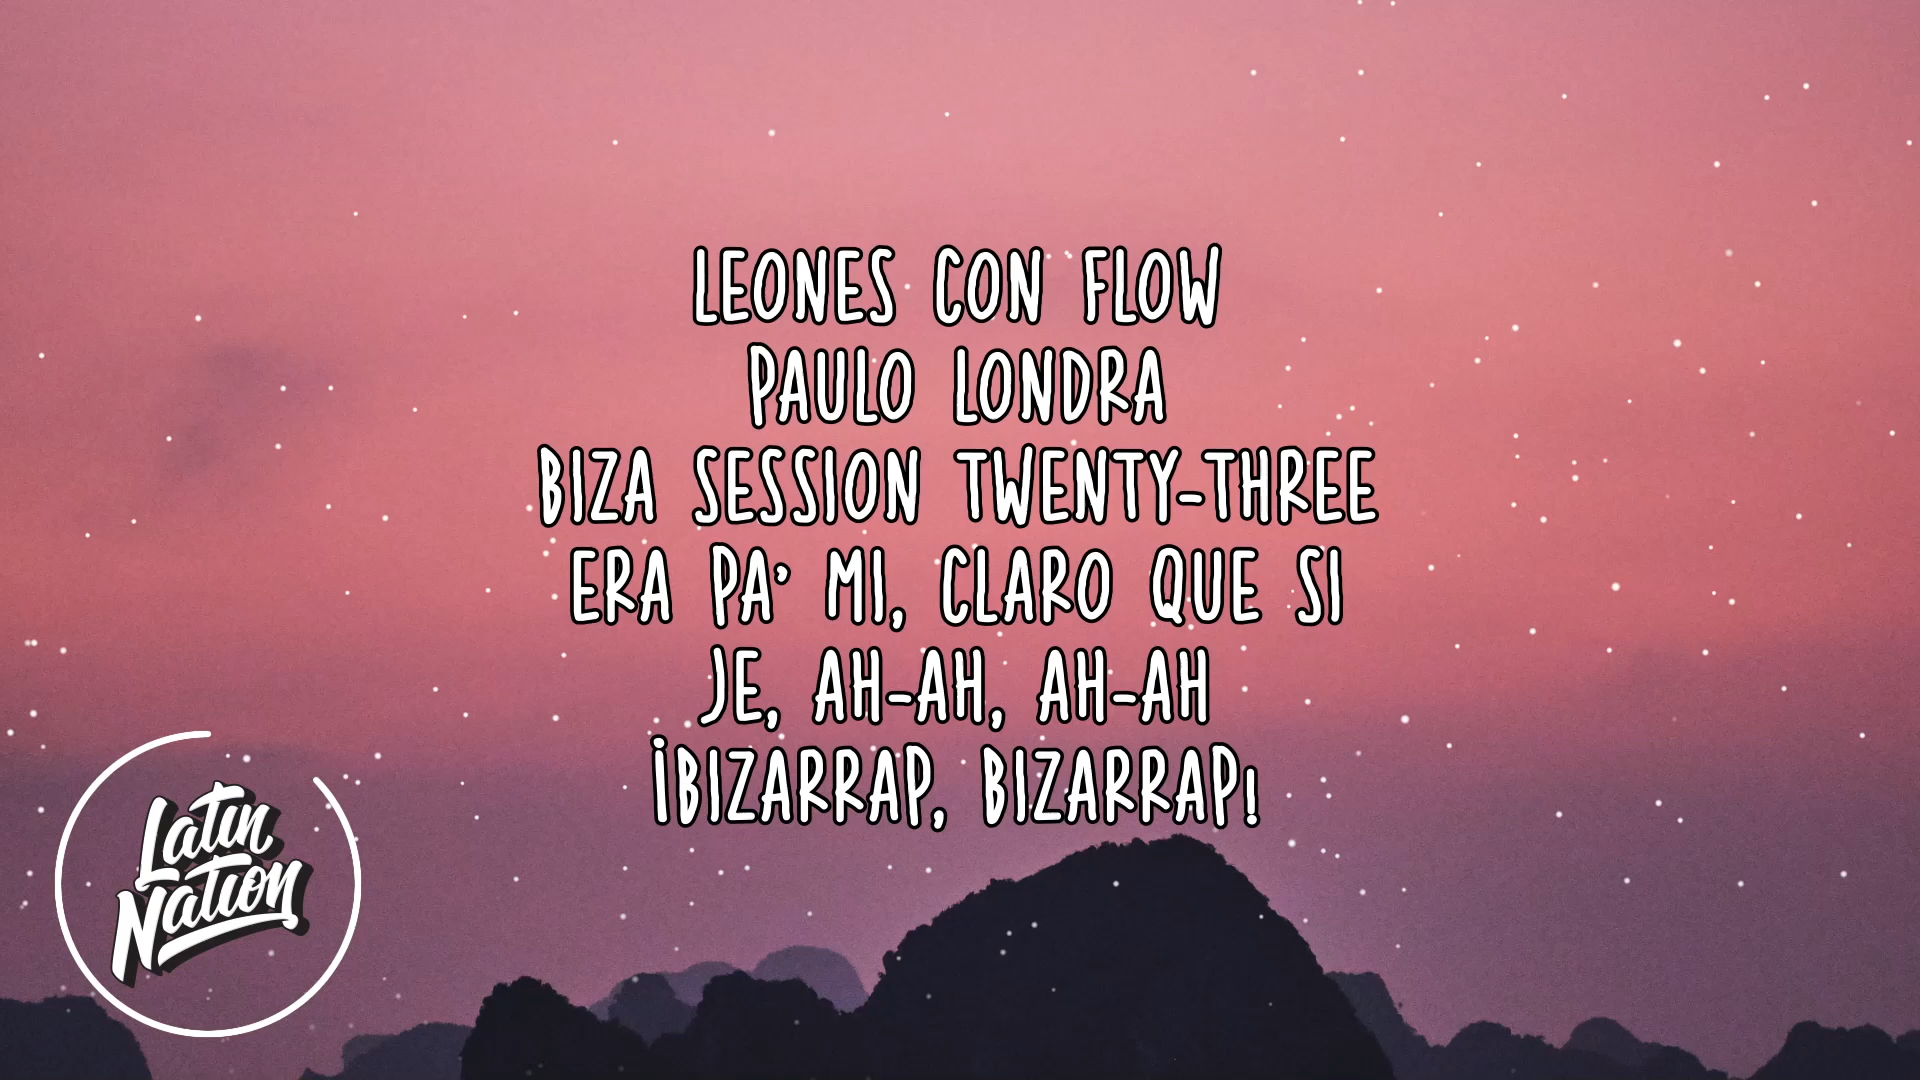 LEONES CON FLOW
PAULO LONDRA
BIZA SESSION TWENTY-THREE
ERA PA' MI, CLARO QUE SI
JE, AH-AH, AH-AH
¡BIZARRAP, BIZARRAP!
Latin
Nation